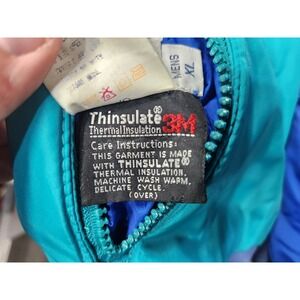 MENS
XL
Thinsulate®
Thermal Insulation 3M
Care Instructions:
THIS GARMENT IS MADE
WITH THINSULATE®
THERMAL INSULATION.
MACHINE WASH WARM,
DELICATE CYCLE.
(OVER)